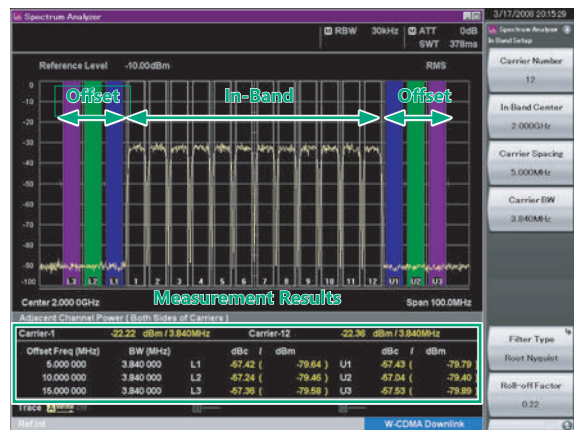 Spectrum Analyzer
3/17/2008 20:15:29
M RBW 30kHz M ATT 0dB
SWT 378ms
Reference Level -10.00dBm RMS
Offset In-Band Offset
0
-10
-20
-30
-40
-50
-60
-70
-80
-90
-100
L3 L2 L1 1 2 3 4 5 6 7 8 9 10 11 12 U1 U2 U3
Center 2.000 0GHz Measurement Results Span 100.0MHz
Adjacent Channel Power ( Both Sides of Carriers )
Carrier-1 -22.22 dBm / 3.840MHz Carrier-12 -22.36 dBm / 3.840MHz
Offset Freq (MHz) BW (MHz) dBc / dBm dBc / dBm
5.000 000 3.840 000 L1 -57.42 ( -79.64 ) U1 -57.43 ( -79.79 )
10.000 000 3.840 000 L2 -57.24 ( -79.46 ) U2 -57.04 ( -79.40 )
15.000 000 3.840 000 L3 -57.36 ( -79.58 ) U3 -57.53 ( -79.89 )
Trace A Write
Ref.Int W-CDMA Downlink
Spectrum Analyzer
In Band Setup
Carrier Number
12
In Band Center
2.000GHz
Carrier Spacing
5.000MHz
Carrier BW
3.840MHz
Filter Type
Root Nyquist
Roll-off Factor
0.22